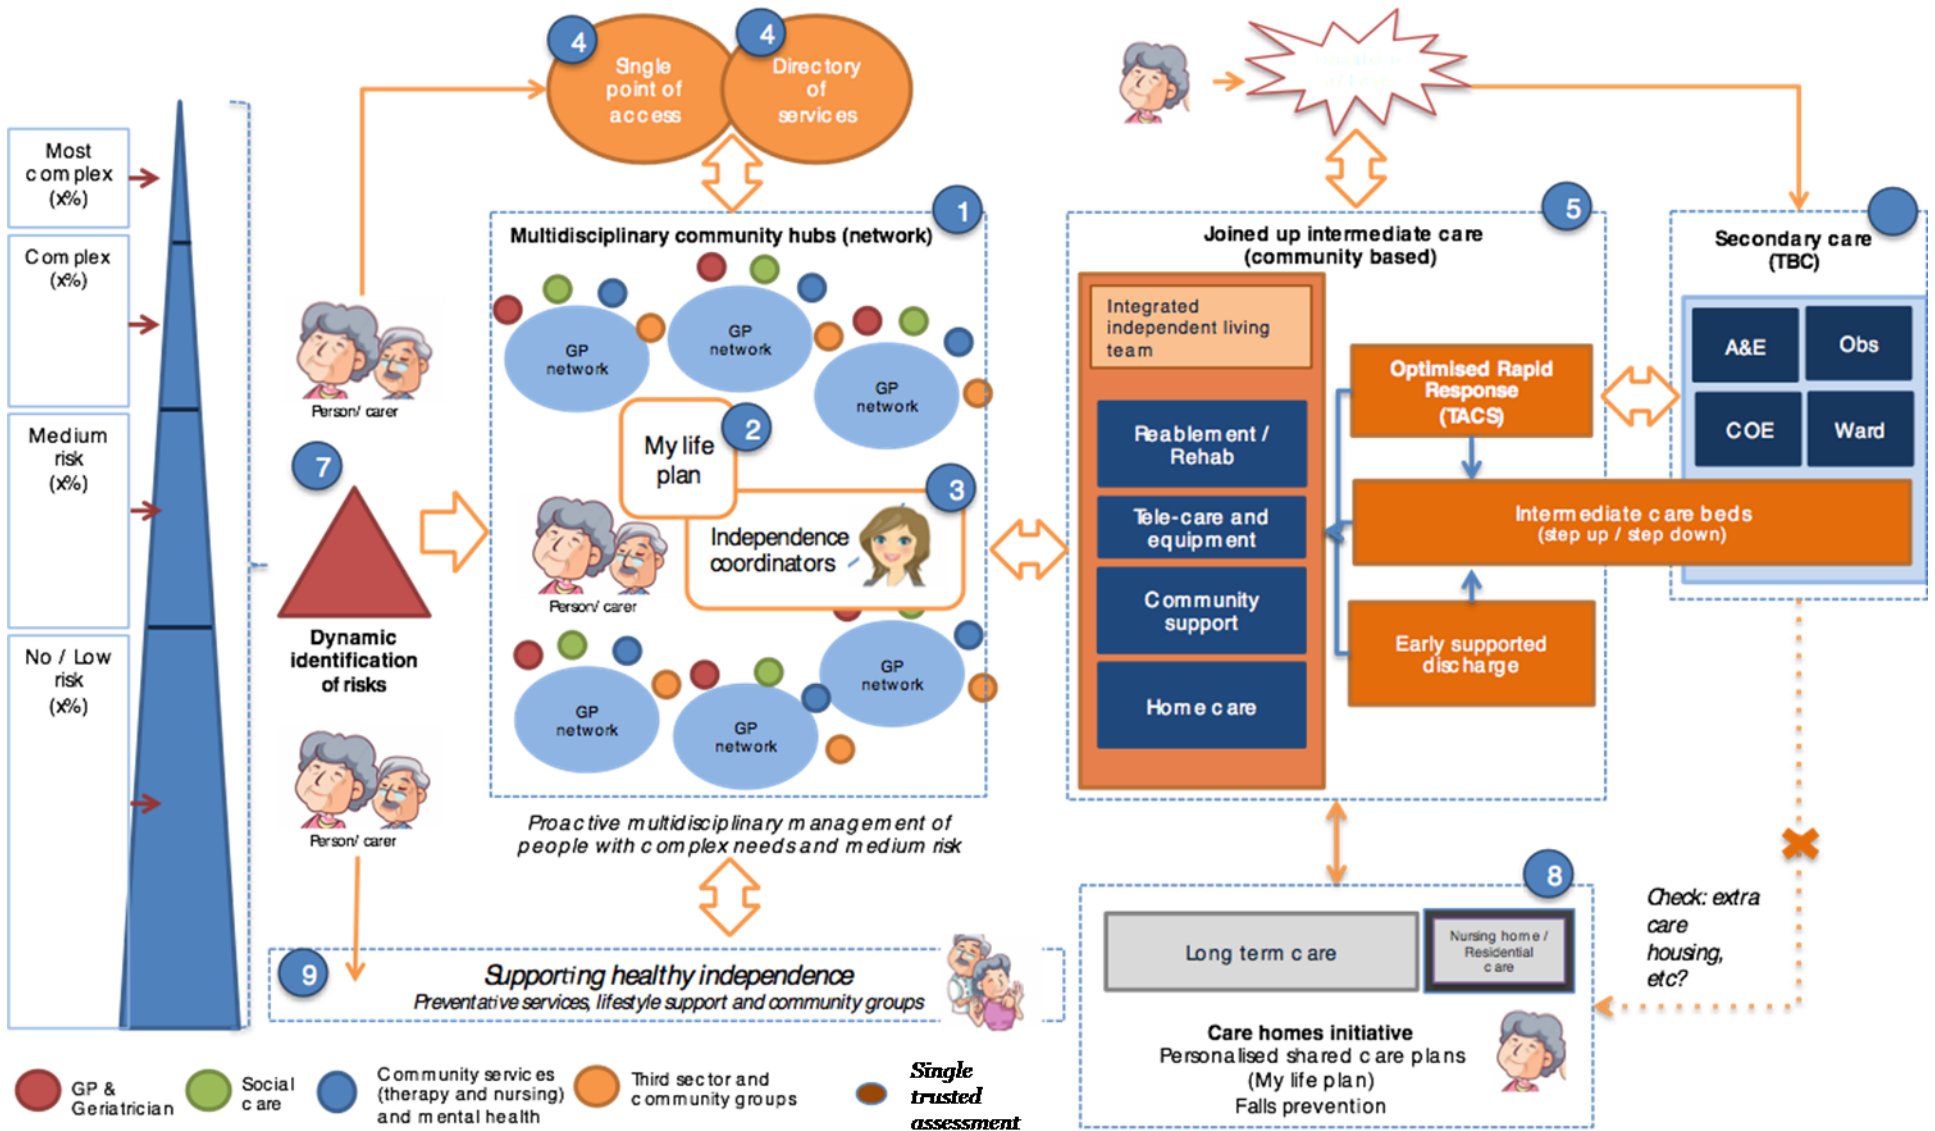 4
Single
point of
access
4
Directory
of
services
Most
complex
(x%)
Complex
(x%)
Medium
risk
(x%)
No / Low
risk
(x%)
Person/ carer
7
Dynamic
identification
of risks
Person/ carer
1
Multidisciplinary community hubs (network)
GP
network
GP
network
GP
network
2
My life
plan
3
Independence
coordinators
Person/ carer
GP
network
GP
network
GP
network
Proactive multidisciplinary management of
people with complex needs and medium risk
9
Supporting healthy independence
Preventative services, lifestyle support and community groups
5
Joined up intermediate care
(community based)
Integrated
independent living
team
Reablement /
Rehab
Tele-care and
equipment
Community
support
Home care
Optimised Rapid
Response
(TACS)
Intermediate care beds
(step up / step down)
Early supported
discharge
Secondary care
(TBC)
A&E
Obs
COE
Ward
8
Long term care
Nursing home /
Residential
care
Care homes initiative
Personalised shared care plans
(My life plan)
Falls prevention
Check: extra
care
housing,
etc?
GP &
Geriatrician
Social
care
Community services
(therapy and nursing)
and mental health
Third sector and
community groups
Single
trusted
assessment